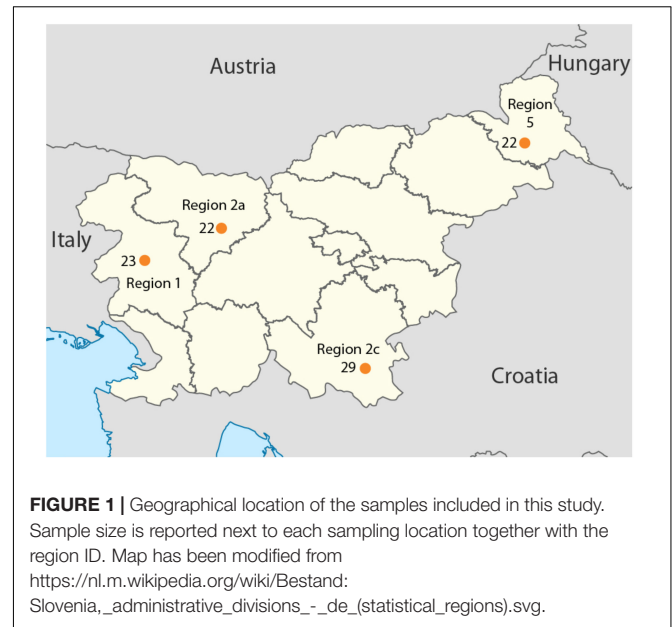 Austria
Hungary
Region
5
22
Region 2a
22
Italy
23
Region 1
Region 2c
29
Croatia
FIGURE 1 | Geographical location of the samples included in this study.
Sample size is reported next to each sampling location together with the
region ID. Map has been modified from
https://nl.m.wikipedia.org/wiki/Bestand:
Slovenia,_administrative_divisions_-_de_(statistical_regions).svg.